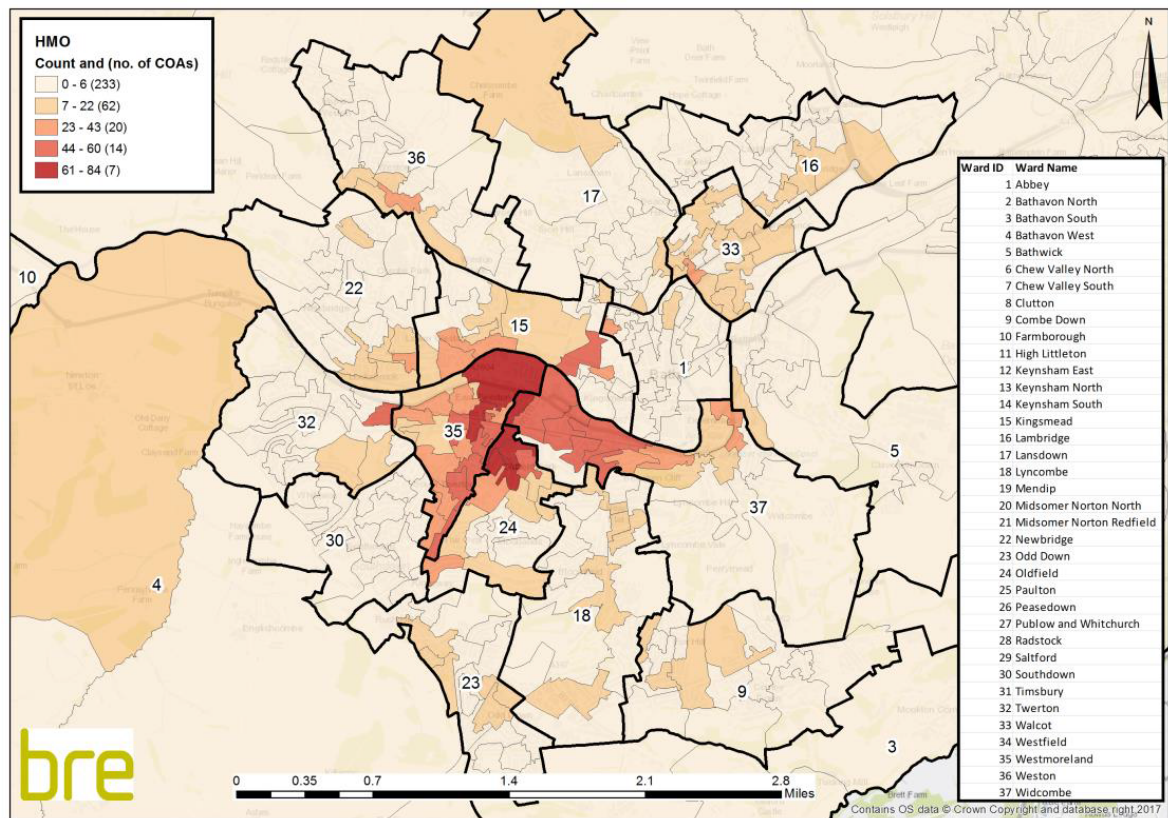 HMO
Count and (no. of COAs)
0 - 6 (233)
7 - 22 (62)
23 - 43 (20)
44 - 60 (14)
61 - 84 (7)
N
36
16
17
33
10
22
15
1
32
35
5
37
24
30
4
18
23
9
3
Ward ID Ward Name
1 Abbey
2 Bathavon North
3 Bathavon South
4 Bathavon West
5 Bathwick
6 Chew Valley North
7 Chew Valley South
8 Clutton
9 Combe Down
10 Farmborough
11 High Littleton
12 Keynsham East
13 Keynsham North
14 Keynsham South
15 Kingsmead
16 Lambridge
17 Lansdown
18 Lyncombe
19 Mendip
20 Midsomer Norton North
21 Midsomer Norton Redfield
22 Newbridge
23 Odd Down
24 Oldfield
25 Paulton
26 Peasedown
27 Publow and Whitchurch
28 Radstock
29 Saltford
30 Southdown
31 Timsbury
32 Twerton
33 Walcot
34 Westfield
35 Westmoreland
36 Weston
37 Widcombe
bre
0 0.35 0.7 1.4 2.1 2.8
Miles
Contains OS data © Crown Copyright and database right 2017